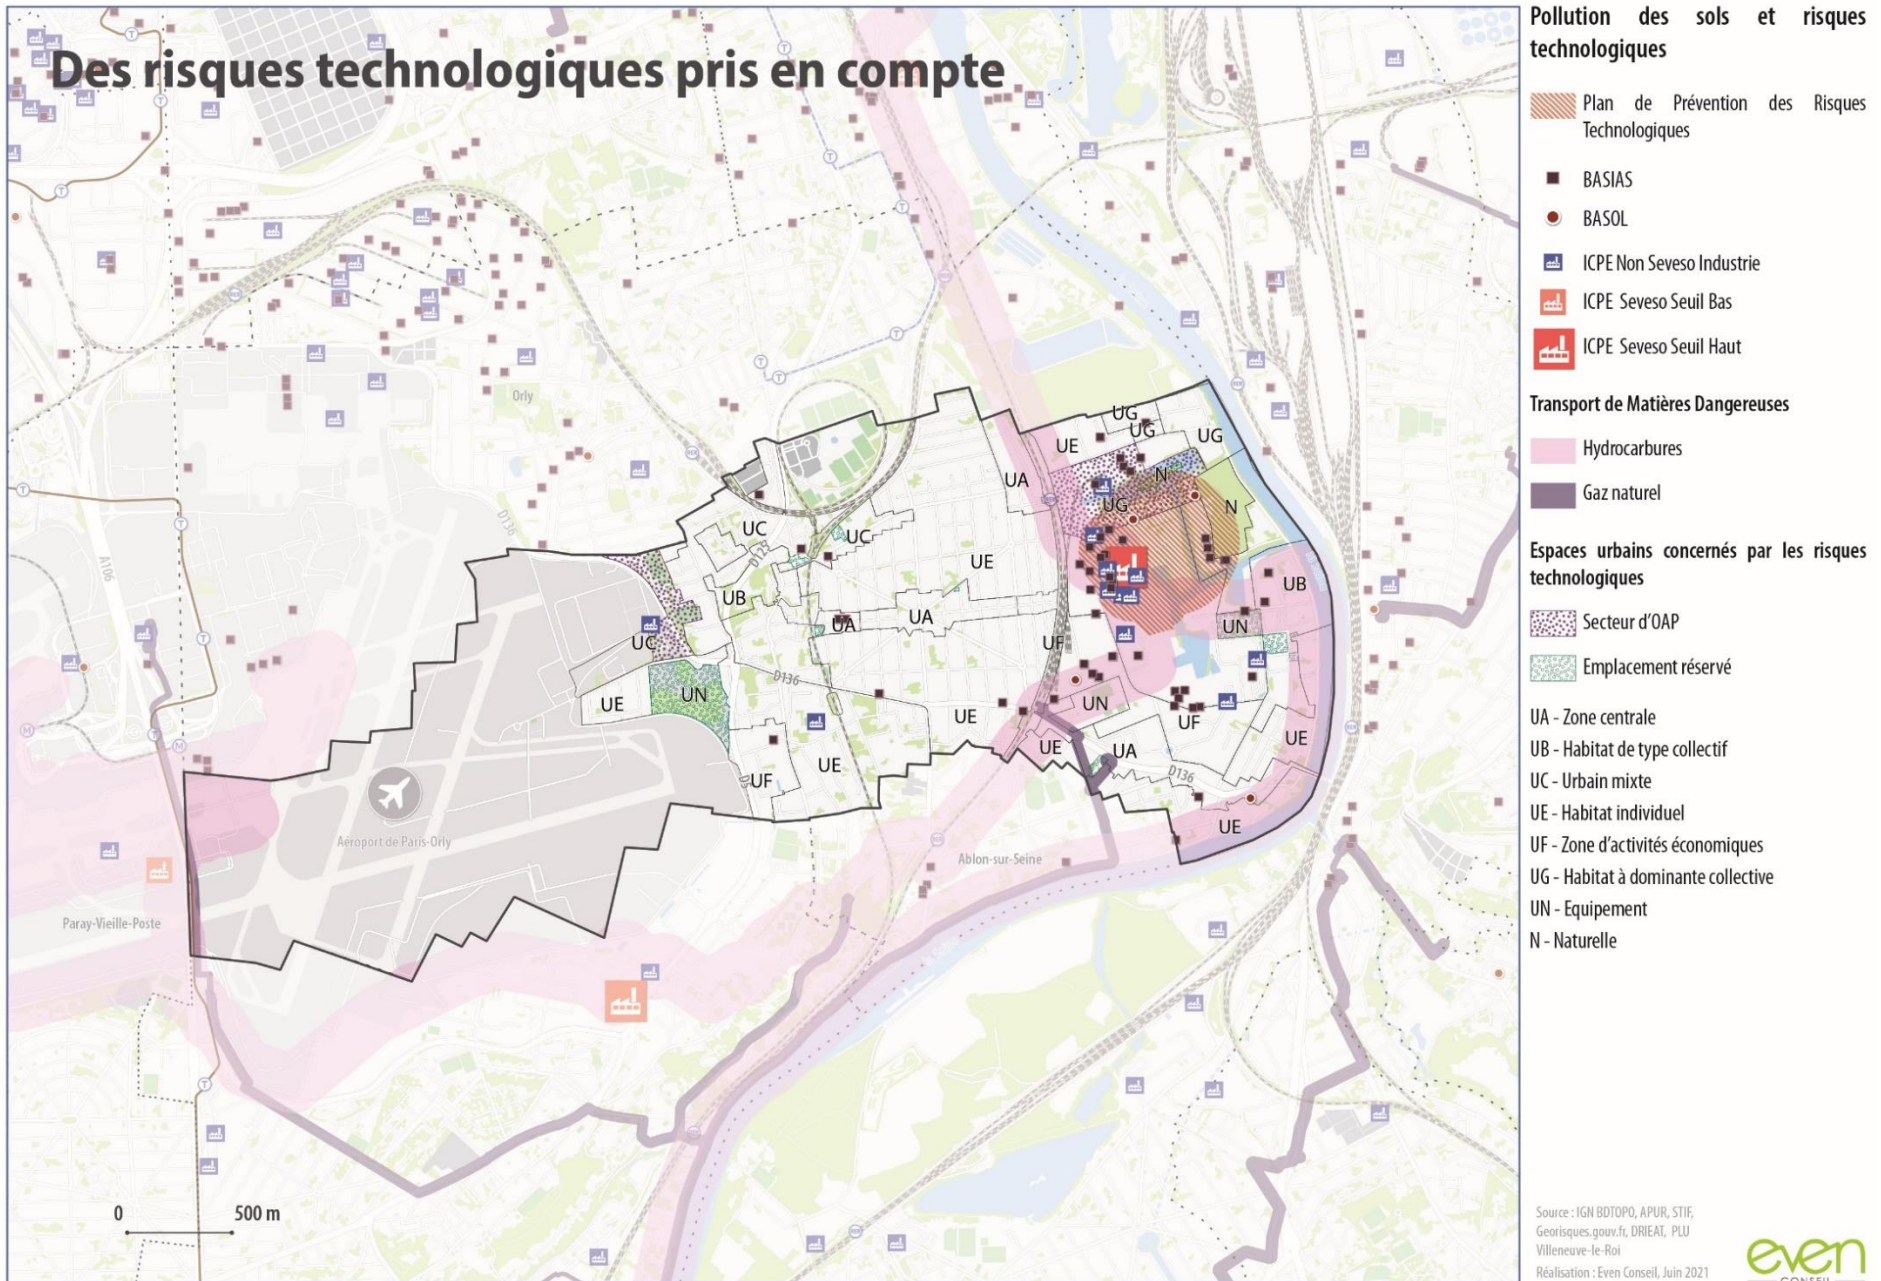 Des risques technologiques pris en compte
Orly
D136
A106
UG
UG
UG
UE
UA
N
UG
N
UC
UC
D125
UE
UB
UB
UA
UA
UN
UC
UF
D136
UE
UN
UE
UN
UF
UE
UE
UA
UE
UF
D5
D136
UE
Aéroport de Paris-Orly
Ablon-sur-Seine
Paray-Vieille-Poste
0 500 m
Pollution des sols et risques
technologiques
Plan de Prévention des Risques
Technologiques
BASIAS
BASOL
ICPE Non Seveso Industrie
ICPE Seveso Seuil Bas
ICPE Seveso Seuil Haut
Transport de Matières Dangereuses
Hydrocarbures
Gaz naturel
Espaces urbains concernés par les risques
technologiques
Secteur d'OAP
Emplacement réservé
UA - Zone centrale
UB - Habitat de type collectif
UC - Urbain mixte
UE - Habitat individuel
UF - Zone d'activités économiques
UG - Habitat à dominante collective
UN - Equipement
N - Naturelle
Source : IGN BDTOPO, APUR, STIF,
Georisques.gouv.fr, DRIEAT, PLU
Villeneuve-le-Roi
Réalisation : Even Conseil, Juin 2021
even
CONSEIL